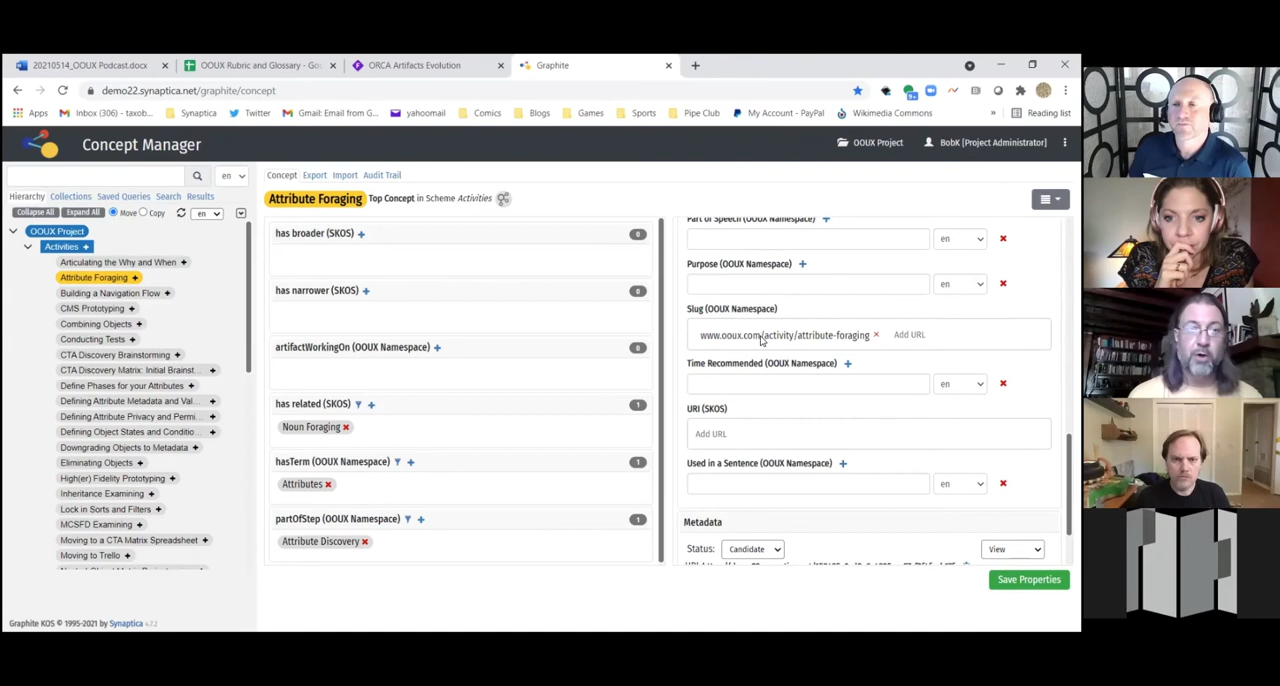 20210514_OOUX Podcast.docx
OOUX Rubric and Glossary - Go
ORCA Artifacts Evolution
Graphite
demo22.synaptica.net/graphite/concept
Apps
Inbox (306) - taxob...
Synaptica
Twitter
Gmail: Email from G...
yahoomail
Comics
Blogs
Games
Sports
Pipe Club
My Account - PayPal
Wikimedia Commons
»
Reading list
Concept Manager
OOUX Project
BobK [Project Administrator]
en
Hierarchy Collections Saved Queries Search Results
Collapse All Expand All Move Copy en
OOUX Project
Activities +
Articulating the Why and When +
Attribute Foraging +
Building a Navigation Flow +
CMS Prototyping +
Combining Objects +
Conducting Tests +
CTA Discovery Brainstorming +
CTA Discovery Matrix: Initial Brainst... +
Define Phases for your Attributes +
Defining Attribute Metadata and Val... +
Defining Attribute Privacy and Permi... +
Defining Object States and Conditio... +
Downgrading Objects to Metadata +
Eliminating Objects +
High(er) Fidelity Prototyping +
Inheritance Examining +
Lock in Sorts and Filters +
MCSFD Examining +
Moving to a CTA Matrix Spreadsheet +
Moving to Trello +
Graphite KOS © 1995-2021 by Synaptica 4.7.2
Concept Export Import Audit Trail
Attribute Foraging Top Concept in Scheme Activities
has broader (SKOS) + 0
has narrower (SKOS) + 0
artifactWorkingOn (OOUX Namespace) + 0
has related (SKOS) + 1
Noun Foraging ×
hasTerm (OOUX Namespace) + 1
Attributes ×
partOfStep (OOUX Namespace) + 1
Attribute Discovery ×
Part of Speech (OOUX Namespace) +
en ×
Purpose (OOUX Namespace) +
en ×
Slug (OOUX Namespace)
www.ooux.com/activity/attribute-foraging × Add URL
Time Recommended (OOUX Namespace) +
en ×
URI (SKOS)
Add URL
Used in a Sentence (OOUX Namespace) +
en ×
Metadata
Status: Candidate View
Save Properties